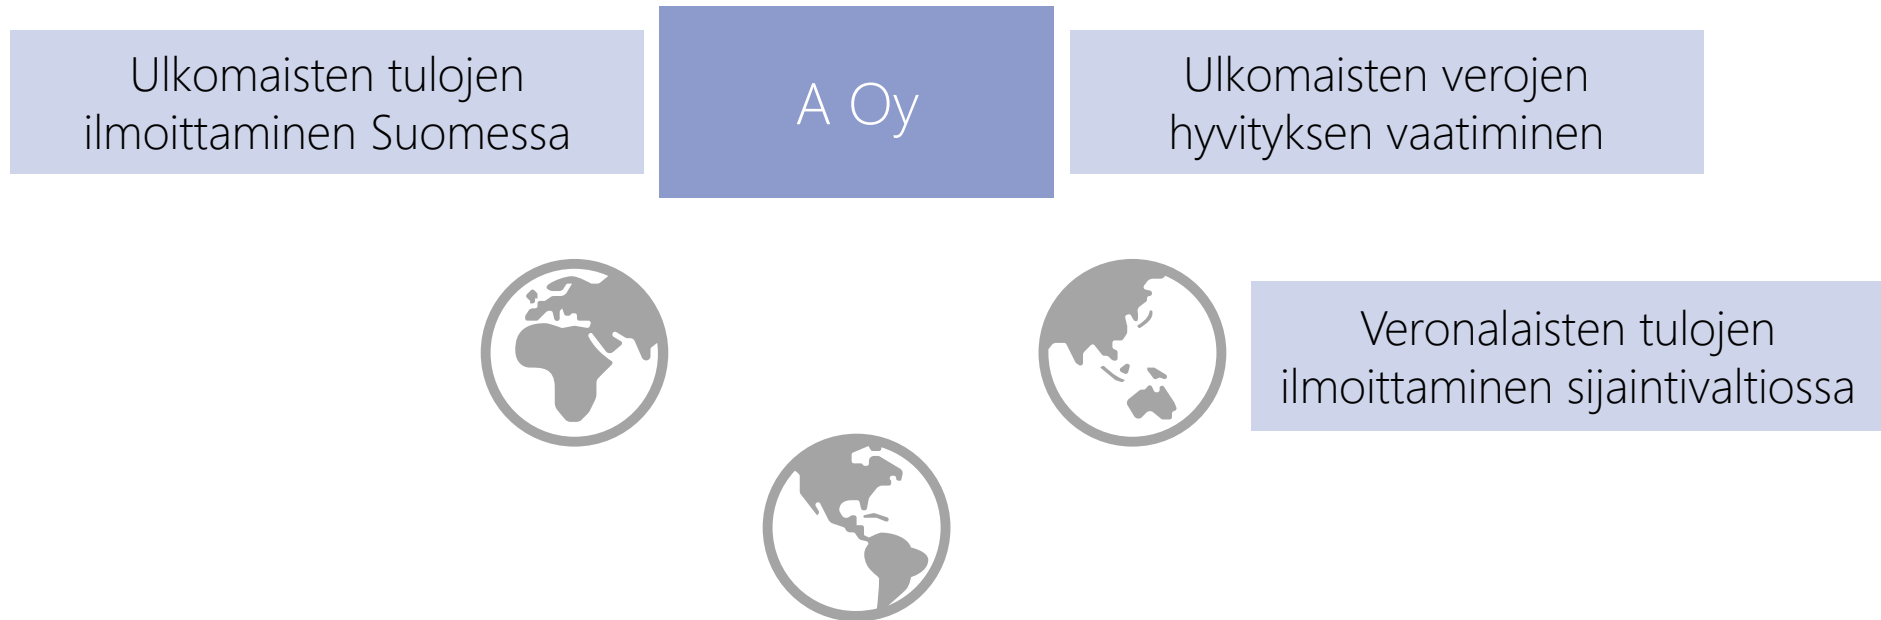 Ulkomaisten tulojen
ilmoittaminen Suomessa
A Oy
Ulkomaisten verojen
hyvityksen vaatiminen
Veronalaisten tulojen
ilmoittaminen sijaintivaltiossa